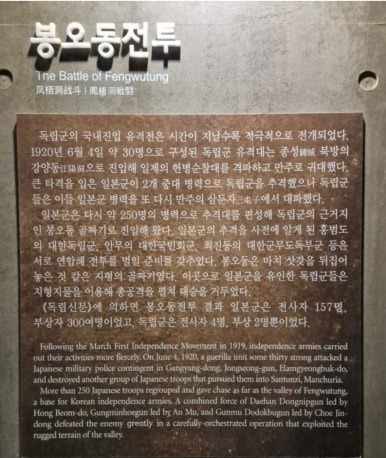 봉오동전투
The Battle of Fengwutung
凤梧洞战斗 | 鳳梧洞戰鬪
독립군의 국내진입 유격전은 시간이 지날수록 적극적으로 전개되었다.
1920년 6월 4일 약 30명으로 구성된 독립군 유격대는 종성鍾城 북방의
강양동江陽洞으로 진입해 일제의 헌병순찰대를 격파하고 만주로 귀대했다.
큰 타격을 입은 일본군이 2개 중대 병력으로 독립군을 추격했으나 독립군
들은 이들 일본군 병력을 또 다시 만주의 삼둔자三屯子에서 대파했다.
일본군은 다시 약 250명의 병력으로 추격대를 편성해 독립군의 근거지
인 봉오동 골짜기로 진입해 왔다. 일본군의 추격을 사전에 알게 된 홍범도
의 대한독립군, 안무의 대한국민회군, 최진동의 대한군무도독부군 등은
서로 연합해 전투를 벌일 준비를 갖추었다. 봉오동은 마치 삿갓을 뒤집어
놓은 것 같은 지형의 골짜기였다. 이곳으로 일본군을 유인한 독립군들은
지형지물을 이용해 총공격을 펼쳐 대승을 거두었다.
《독립신문》에 의하면 봉오동전투 결과 일본군은 전사자 157명,
부상자 300여명이었고, 독립군은 전사자 4명, 부상 2명뿐이었다.
Following the March First Independence Movement in 1919, independence armies carried
out their activities more fiercely. On June 4, 1920, a guerilla unit some thirty strong attacked a
Japanese military police contingent in Gangyang-dong, Jongseong-gun, Hamgyeongbuk-do,
and destroyed another group of Japanese troops that pursued them into Santunzi, Manchuria.
More than 250 Japanese troops regrouped and gave chase as far as the valley of Fengwutung,
a base for Korean independence armies. A combined force of Daehan Dongnipgun led by
Hong Beom-do, Gungminhoegun led by An Mu, and Gunmu Dodokbugun led by Choe Jin-
dong defeated the enemy greatly in a carefully-orchestrated operation that exploited the
rugged terrain of the valley.